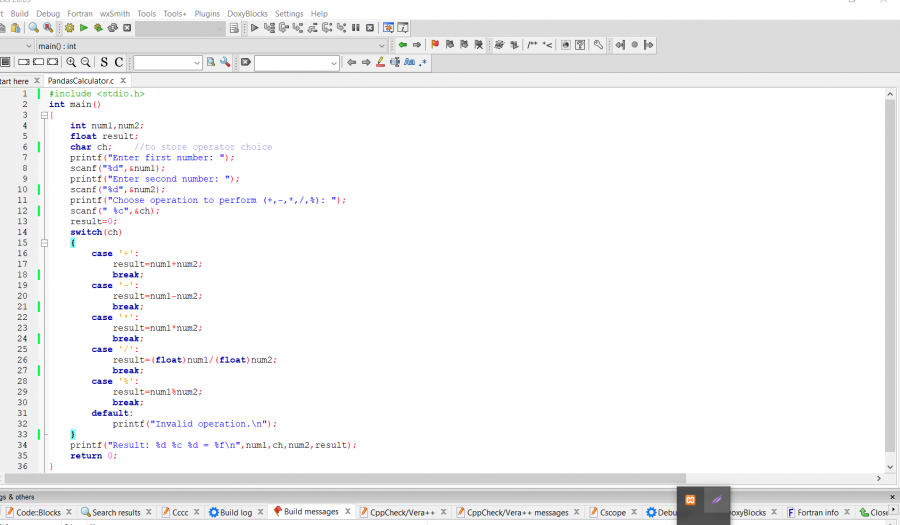 t Build Debug Fortran wxSmith Tools Tools+ Plugins DoxyBlocks Settings Help
main() : int
/** *<
S C
Aa .*
tart here X PandasCalculator.c X
1 #include <stdio.h>
2 int main()
3 {
4 int num1,num2;
5 float result;
6 char ch; //to store operator choice
7 printf("Enter first number: ");
8 scanf("%d",&num1);
9 printf("Enter second number: ");
10 scanf("%d",&num2);
11 printf("Choose operation to perform (+,-,*,/,%): ");
12 scanf(" %c",&ch);
13 result=0;
14 switch(ch)
15 {
16 case '+':
17 result=num1+num2;
18 break;
19 case '-':
20 result=num1-num2;
21 break;
22 case '*':
23 result=num1*num2;
24 break;
25 case '/':
26 result=(float)num1/(float)num2;
27 break;
28 case '%':
29 result=num1%num2;
30 break;
31 default:
32 printf("Invalid operation.\n");
33 }
34 printf("Result: %d %c %d = %f\n",num1,ch,num2,result);
35 return 0;
36 }
gs & others
Code::Blocks X Search results X Cccc X Build log X Build messages X CppCheck/Vera++ X CppCheck/Vera++ messages X Cscope X Debu oxyBlocks X F Fortran info X Close